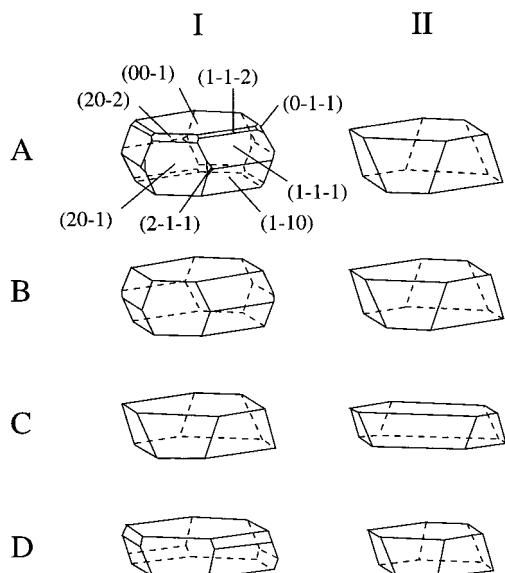 I II
(00-1) (1-1-2)
(20-2) (0-1-1)
A
(1-1-1)
(20-1) (2-1-1) (1-10)
B
C
D